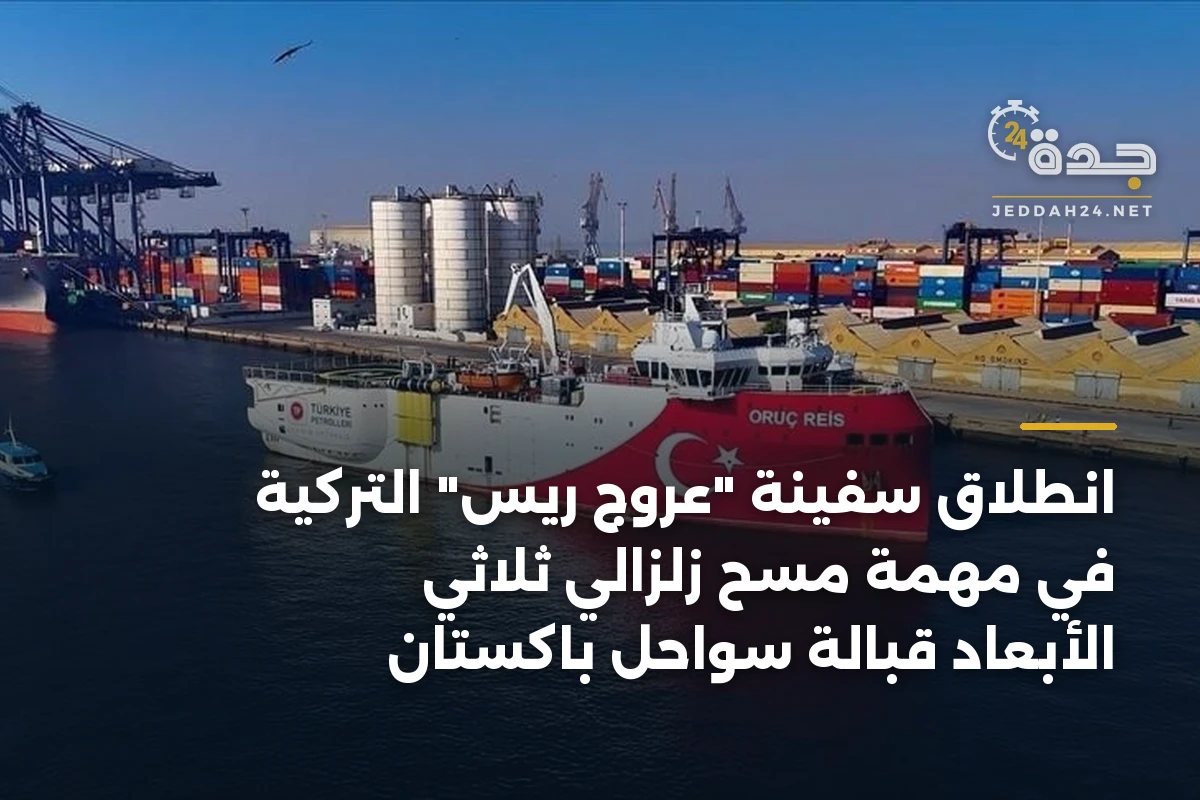 24
جدة
JEDDAH24.NET
NO SMOKING
TÜRKİYE
PETROLLERİ
ORUÇ REIS
انطلاق سفينة "عروج ريس" التركية
في مهمة مسح زلزالي ثلاثي
الأبعاد قبالة سواحل باكستان